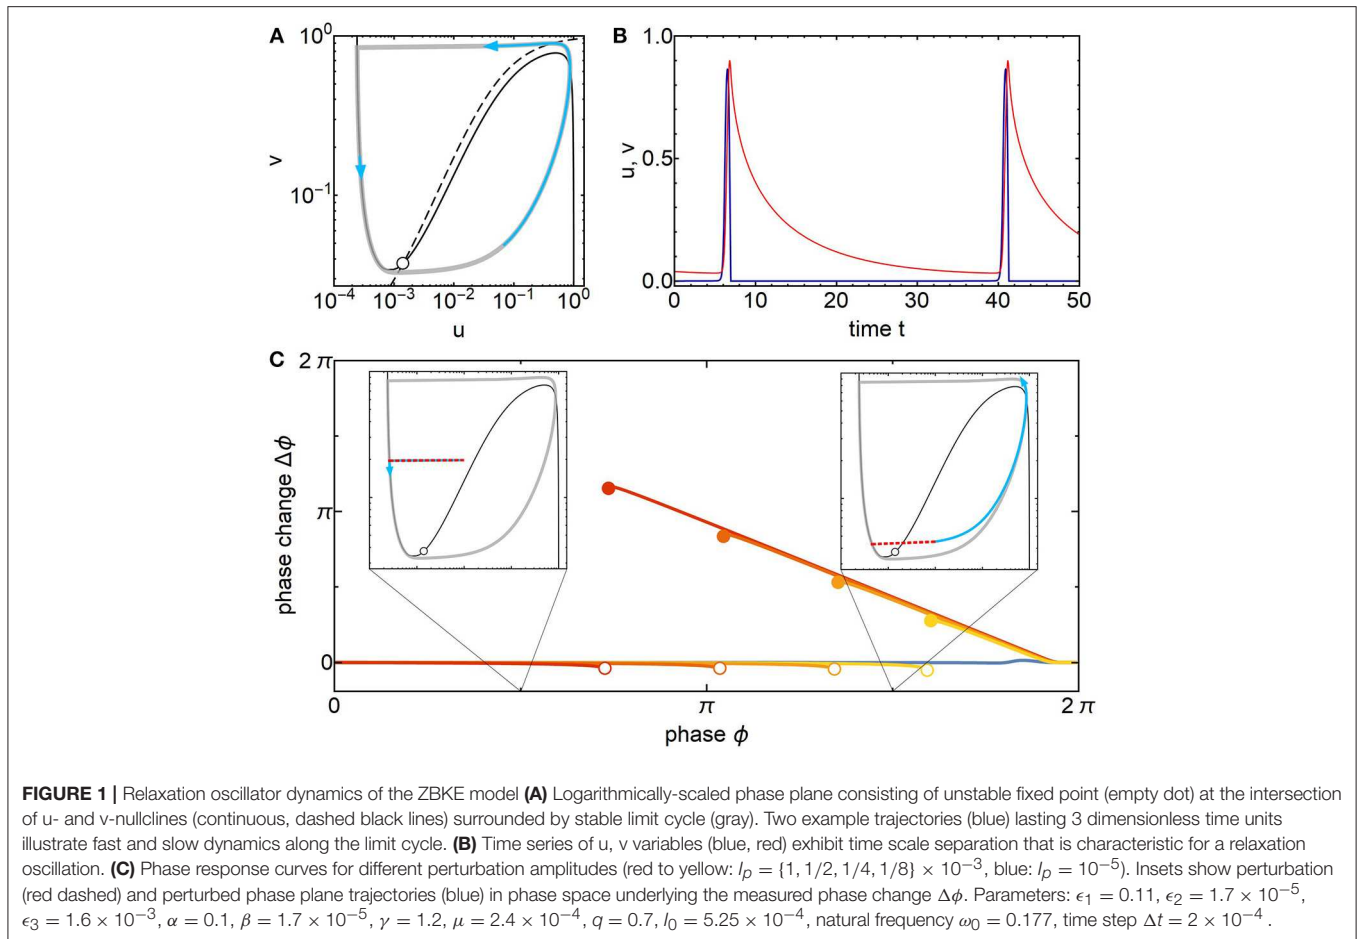 A
10⁰
v
10⁻¹
10⁻⁴ 10⁻³ 10⁻² 10⁻¹ 10⁰
u
B
1.0
u, v
0.5
0.0
0 10 20 30 40 50
time t
C
2 π
phase change Δϕ
π
0
0 π 2 π
phase ϕ
FIGURE 1 | Relaxation oscillator dynamics of the ZBKE model (A) Logarithmically-scaled phase plane consisting of unstable fixed point (empty dot) at the intersection
of u- and v-nullclines (continuous, dashed black lines) surrounded by stable limit cycle (gray). Two example trajectories (blue) lasting 3 dimensionless time units
illustrate fast and slow dynamics along the limit cycle. (B) Time series of u, v variables (blue, red) exhibit time scale separation that is characteristic for a relaxation
oscillation. (C) Phase response curves for different perturbation amplitudes (red to yellow: Iₚ = {1, 1/2, 1/4, 1/8} × 10⁻³, blue: Iₚ = 10⁻⁵). Insets show perturbation
(red dashed) and perturbed phase plane trajectories (blue) in phase space underlying the measured phase change Δϕ. Parameters: ϵ₁ = 0.11, ϵ₂ = 1.7 × 10⁻⁵,
ϵ₃ = 1.6 × 10⁻³, α = 0.1, β = 1.7 × 10⁻⁵, γ = 1.2, μ = 2.4 × 10⁻⁴, q = 0.7, I₀ = 5.25 × 10⁻⁴, natural frequency ω₀ = 0.177, time step Δt = 2 × 10⁻⁴ .